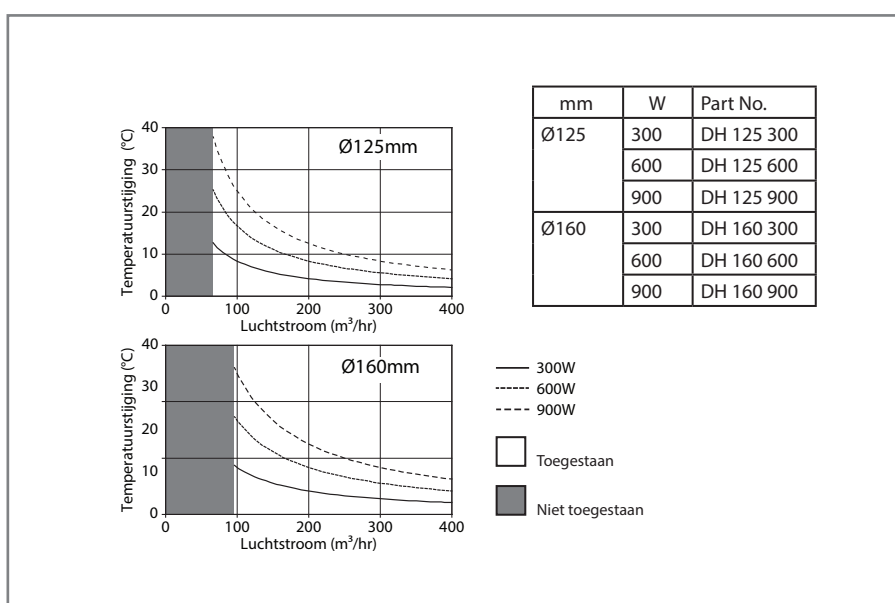 Temperatuurstijging (°C)
40
30
20
10
0
Ø125mm
0 100 200 300 400
Luchtstroom (m³/hr)
Temperatuurstijging (°C)
40
30
20
10
0
Ø160mm
0 100 200 300 400
Luchtstroom (m³/hr)
mm W Part No.
Ø125 300 DH 125 300
600 DH 125 600
900 DH 125 900
Ø160 300 DH 160 300
600 DH 160 600
900 DH 160 900
300W
600W
900W
Toegestaan
Niet toegestaan